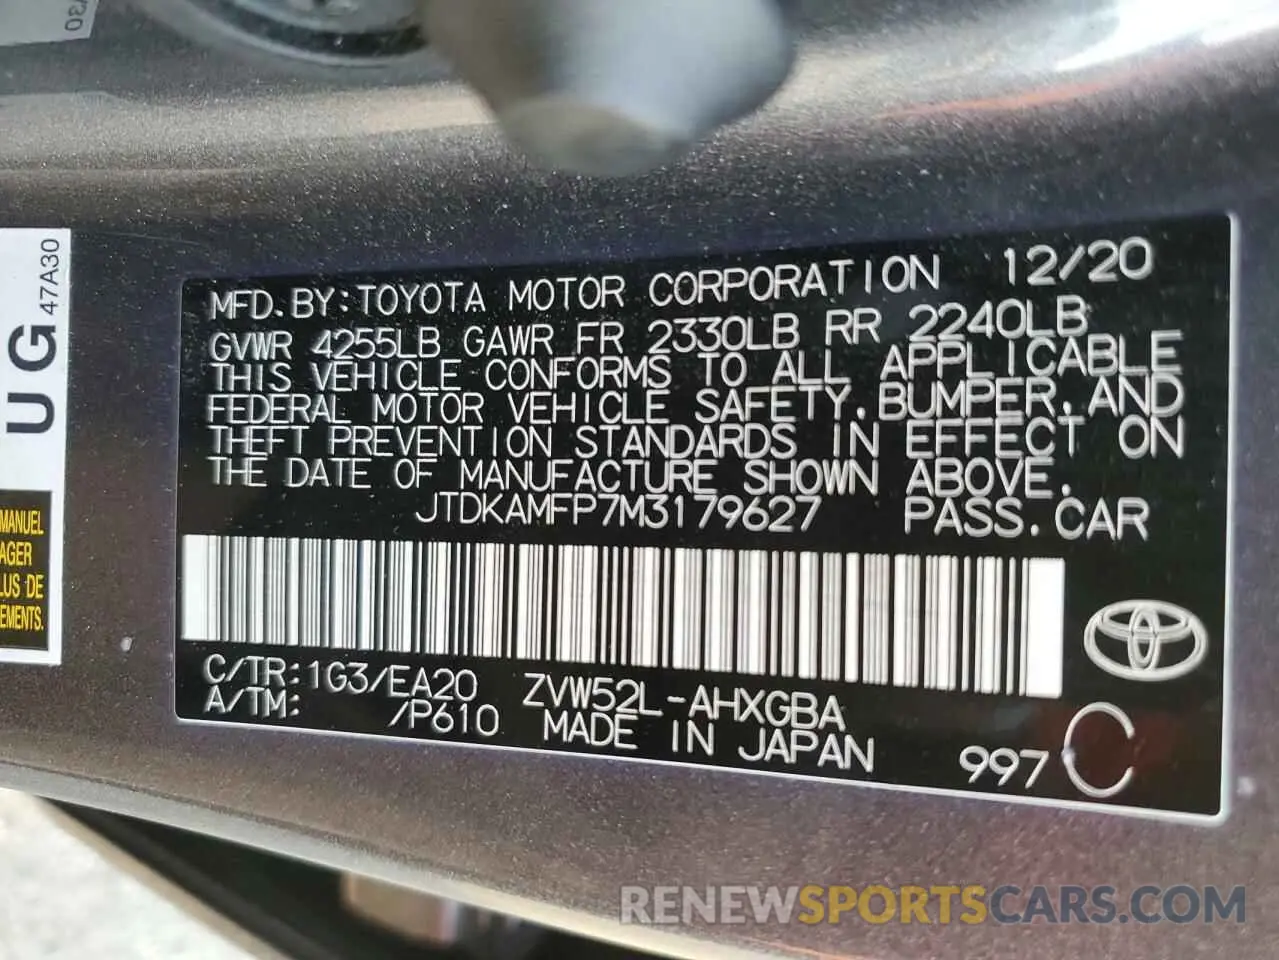 A30
UG 47A30
MANUEL
AGER
LUS DE
EMENTS.
MFD. BY: TOYOTA MOTOR CORPORATION 12/20
GVWR 4255LB GAWR FR 2330LB RR 2240LB
THIS VEHICLE CONFORMS TO ALL APPLICABLE
FEDERAL MOTOR VEHICLE SAFETY, BUMPER, AND
THEFT PREVENTION STANDARDS IN EFFECT ON
THE DATE OF MANUFACTURE SHOWN ABOVE.
JTDKAMFP7M3179627 PASS. CAR
C/TR: 1G3/EA20 ZVW52L-AHXGBA
A/TM: /P610 MADE IN JAPAN 997
RENEWSPORTSCARS.COM